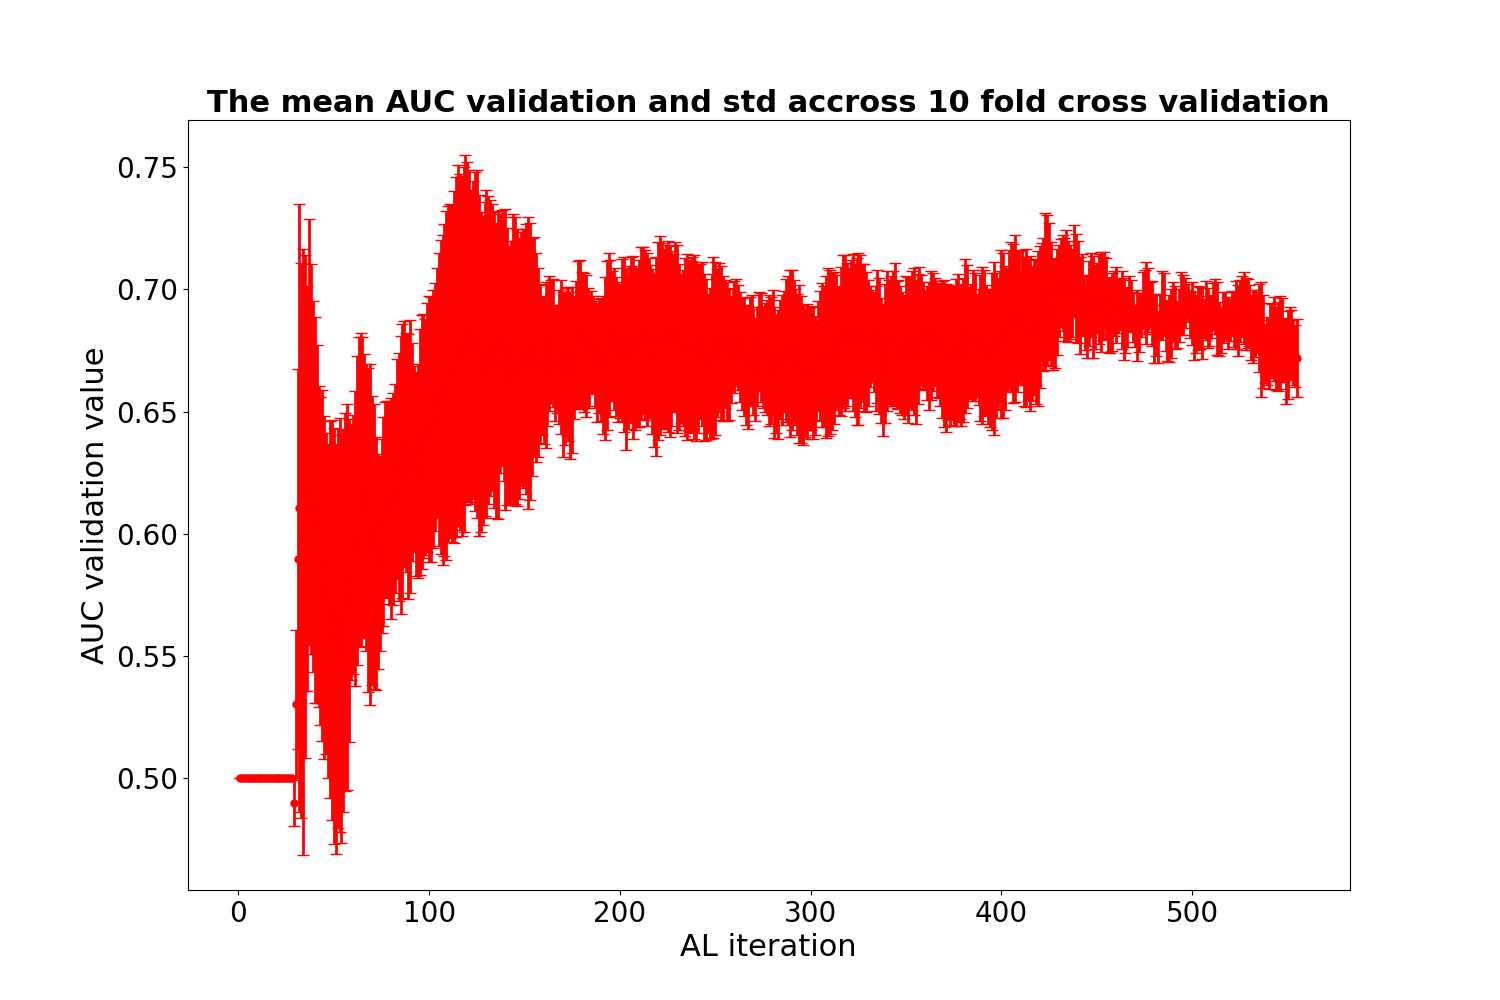 The mean AUC validation and std accross 10 fold cross validation
0.75
0.70
0.65
0.60
0.55
0.50
AUC validation value
0 100 200 300 400 500
AL iteration